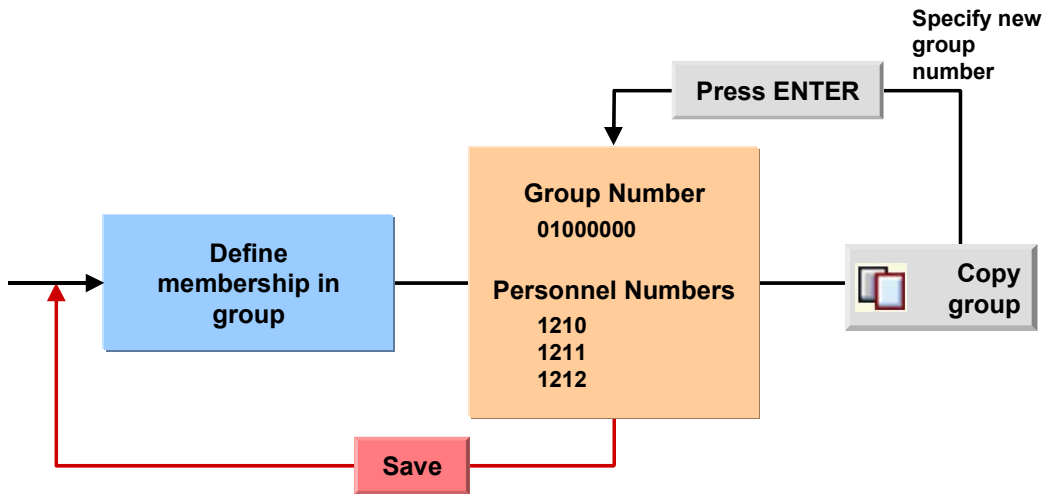 Specify new
group
number
Press ENTER
Group Number
01000000
Define
membership in
group
Personnel Numbers
1210
1211
1212
Copy
group
Save